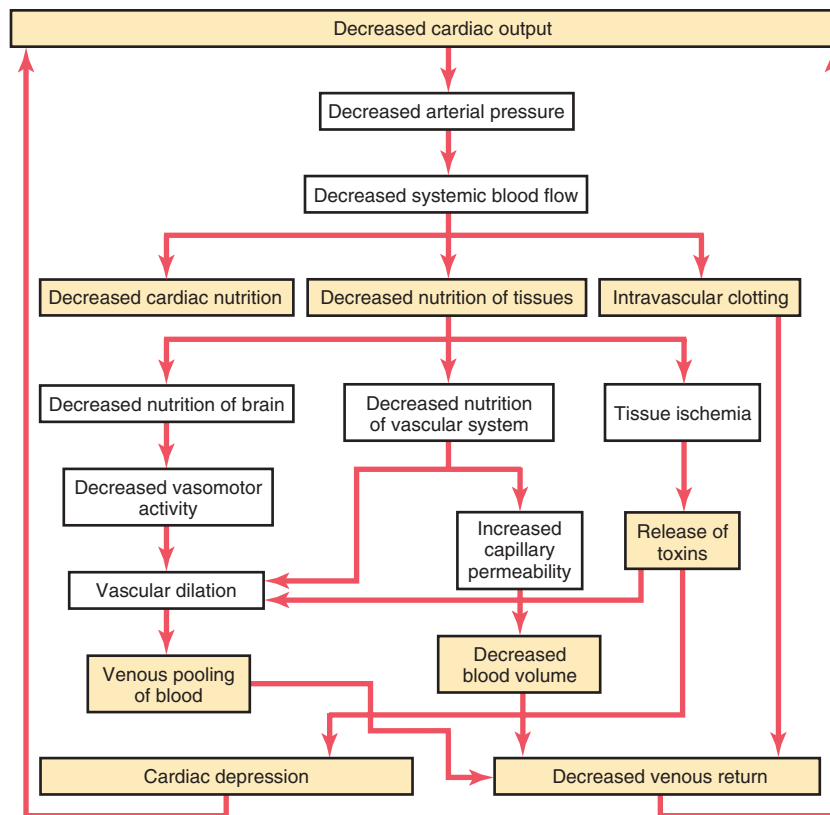 Decreased cardiac output
Decreased arterial pressure
Decreased systemic blood flow
Decreased cardiac nutrition
Decreased nutrition of tissues
Intravascular clotting
Decreased nutrition of brain
Decreased nutrition
of vascular system
Tissue ischemia
Decreased vasomotor
activity
Increased
capillary
permeability
Release of
toxins
Vascular dilation
Venous pooling
of blood
Decreased
blood volume
Cardiac depression
Decreased venous return